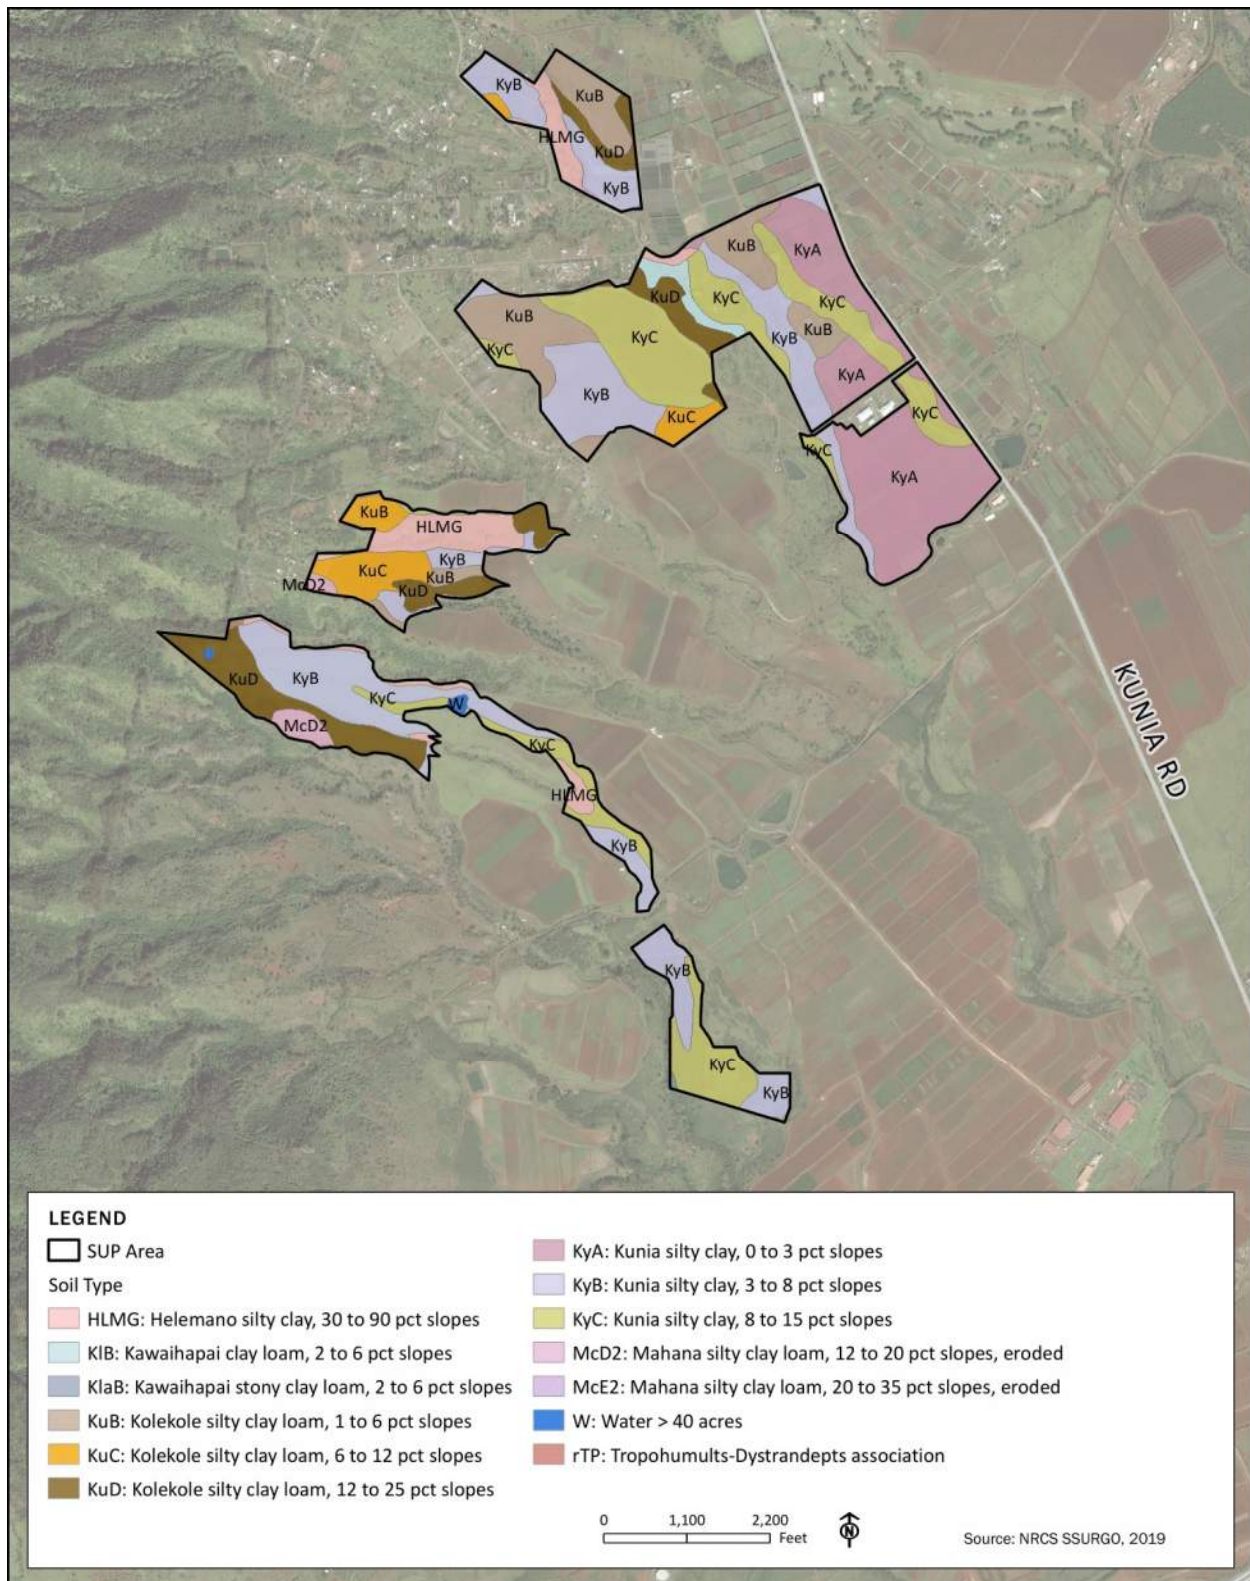 KyB
KuB
HLMG
KuD
KyB
KuB
KyA
KuD
KyC
KyC
KuB
KyB
KuB
KyC
KyC
KyA
KyB
KuC
KyC
KyC
KyA
KuB
HLMG
KyB
KuC
KuB
McD2
KuD
KuD
KyB
KyC
W
McD2
KyC
HLMG
KyB
KUNIA RD
KyB
KyC
KyB
LEGEND
SUP Area
Soil Type
HLMG: Helemano silty clay, 30 to 90 pct slopes
KlB: Kawaihapai clay loam, 2 to 6 pct slopes
KlaB: Kawaihapai stony clay loam, 2 to 6 pct slopes
KuB: Kolekole silty clay loam, 1 to 6 pct slopes
KuC: Kolekole silty clay loam, 6 to 12 pct slopes
KuD: Kolekole silty clay loam, 12 to 25 pct slopes
KyA: Kunia silty clay, 0 to 3 pct slopes
KyB: Kunia silty clay, 3 to 8 pct slopes
KyC: Kunia silty clay, 8 to 15 pct slopes
McD2: Mahana silty clay loam, 12 to 20 pct slopes, eroded
McE2: Mahana silty clay loam, 20 to 35 pct slopes, eroded
W: Water > 40 acres
rTP: Tropohumults-Dystrandepts association
0 1,100 2,200
Feet
N
Source: NRCS SSURGO, 2019